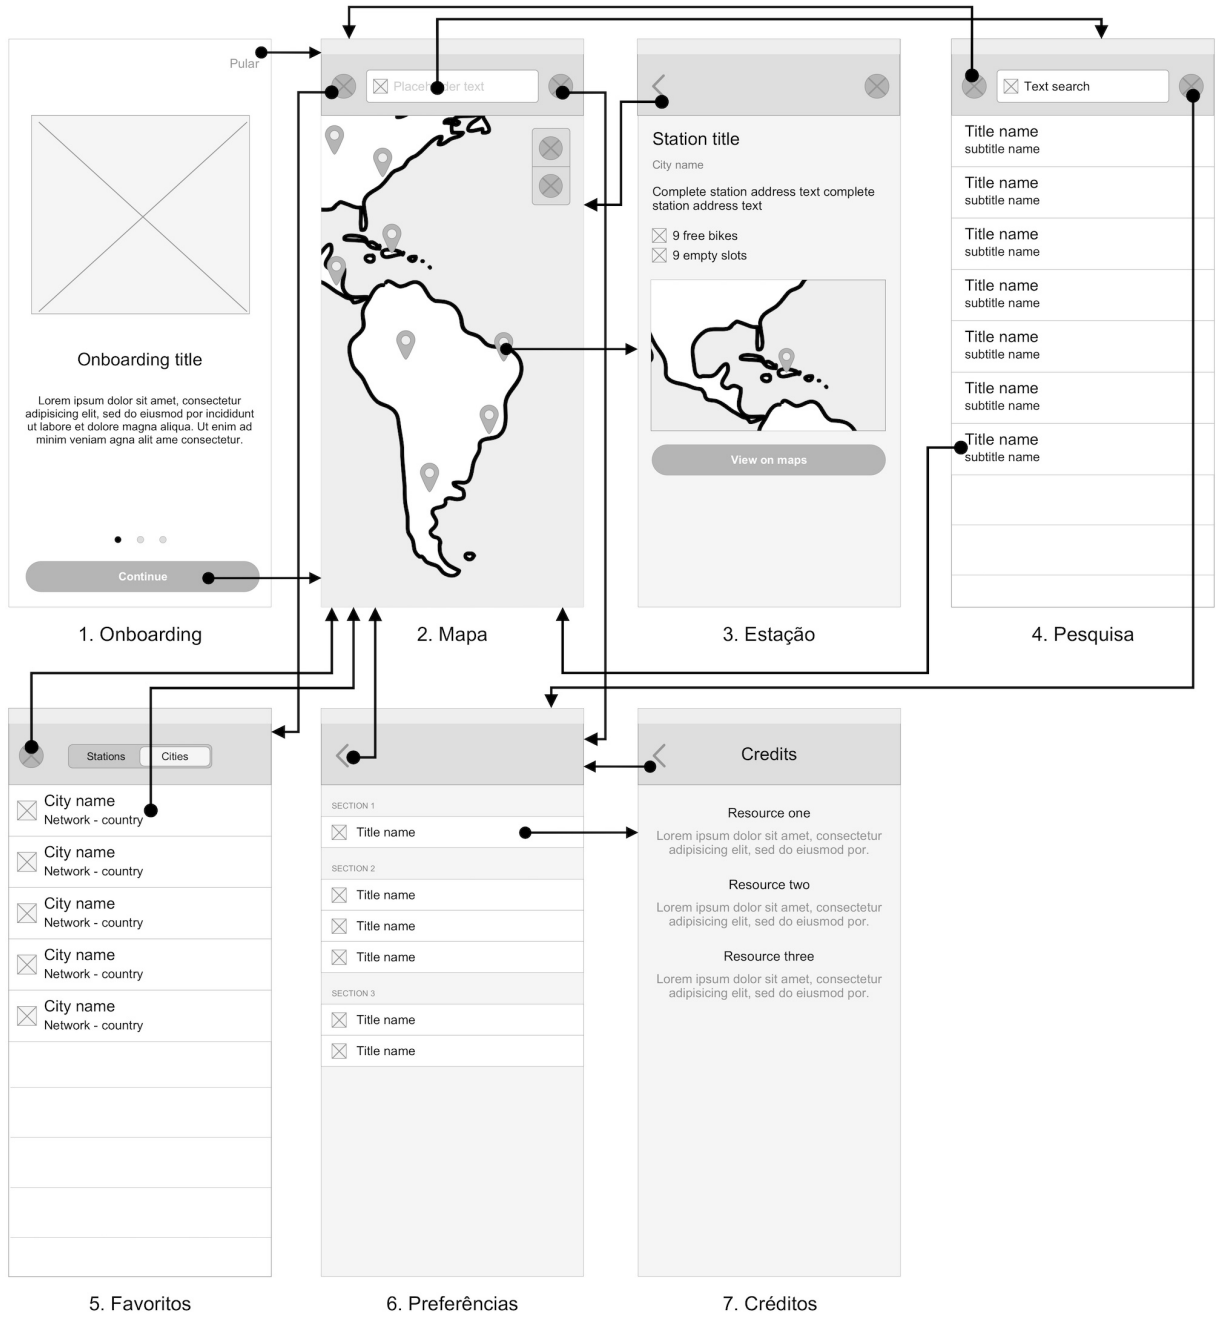 Pular
Onboarding title
Lorem ipsum dolor sit amet, consectetur
adipisicing elit, sed do eiusmod por incididunt
ut labore et dolore magna aliqua. Ut enim ad
minim veniam agna alit ame consectetur.
Continue
1. Onboarding
Placeholder text
2. Mapa
Station title
City name
Complete station address text complete
station address text
9 free bikes
9 empty slots
View on maps
3. Estação
Text search
Title name
subtitle name
Title name
subtitle name
Title name
subtitle name
Title name
subtitle name
Title name
subtitle name
Title name
subtitle name
Title name
subtitle name
4. Pesquisa
Stations Cities
City name
Network - country
City name
Network - country
City name
Network - country
City name
Network - country
City name
Network - country
5. Favoritos
SECTION 1
Title name
SECTION 2
Title name
Title name
Title name
SECTION 3
Title name
Title name
6. Preferências
Credits
Resource one
Lorem ipsum dolor sit amet, consectetur
adipisicing elit, sed do eiusmod por.
Resource two
Lorem ipsum dolor sit amet, consectetur
adipisicing elit, sed do eiusmod por.
Resource three
Lorem ipsum dolor sit amet, consectetur
adipisicing elit, sed do eiusmod por.
7. Créditos